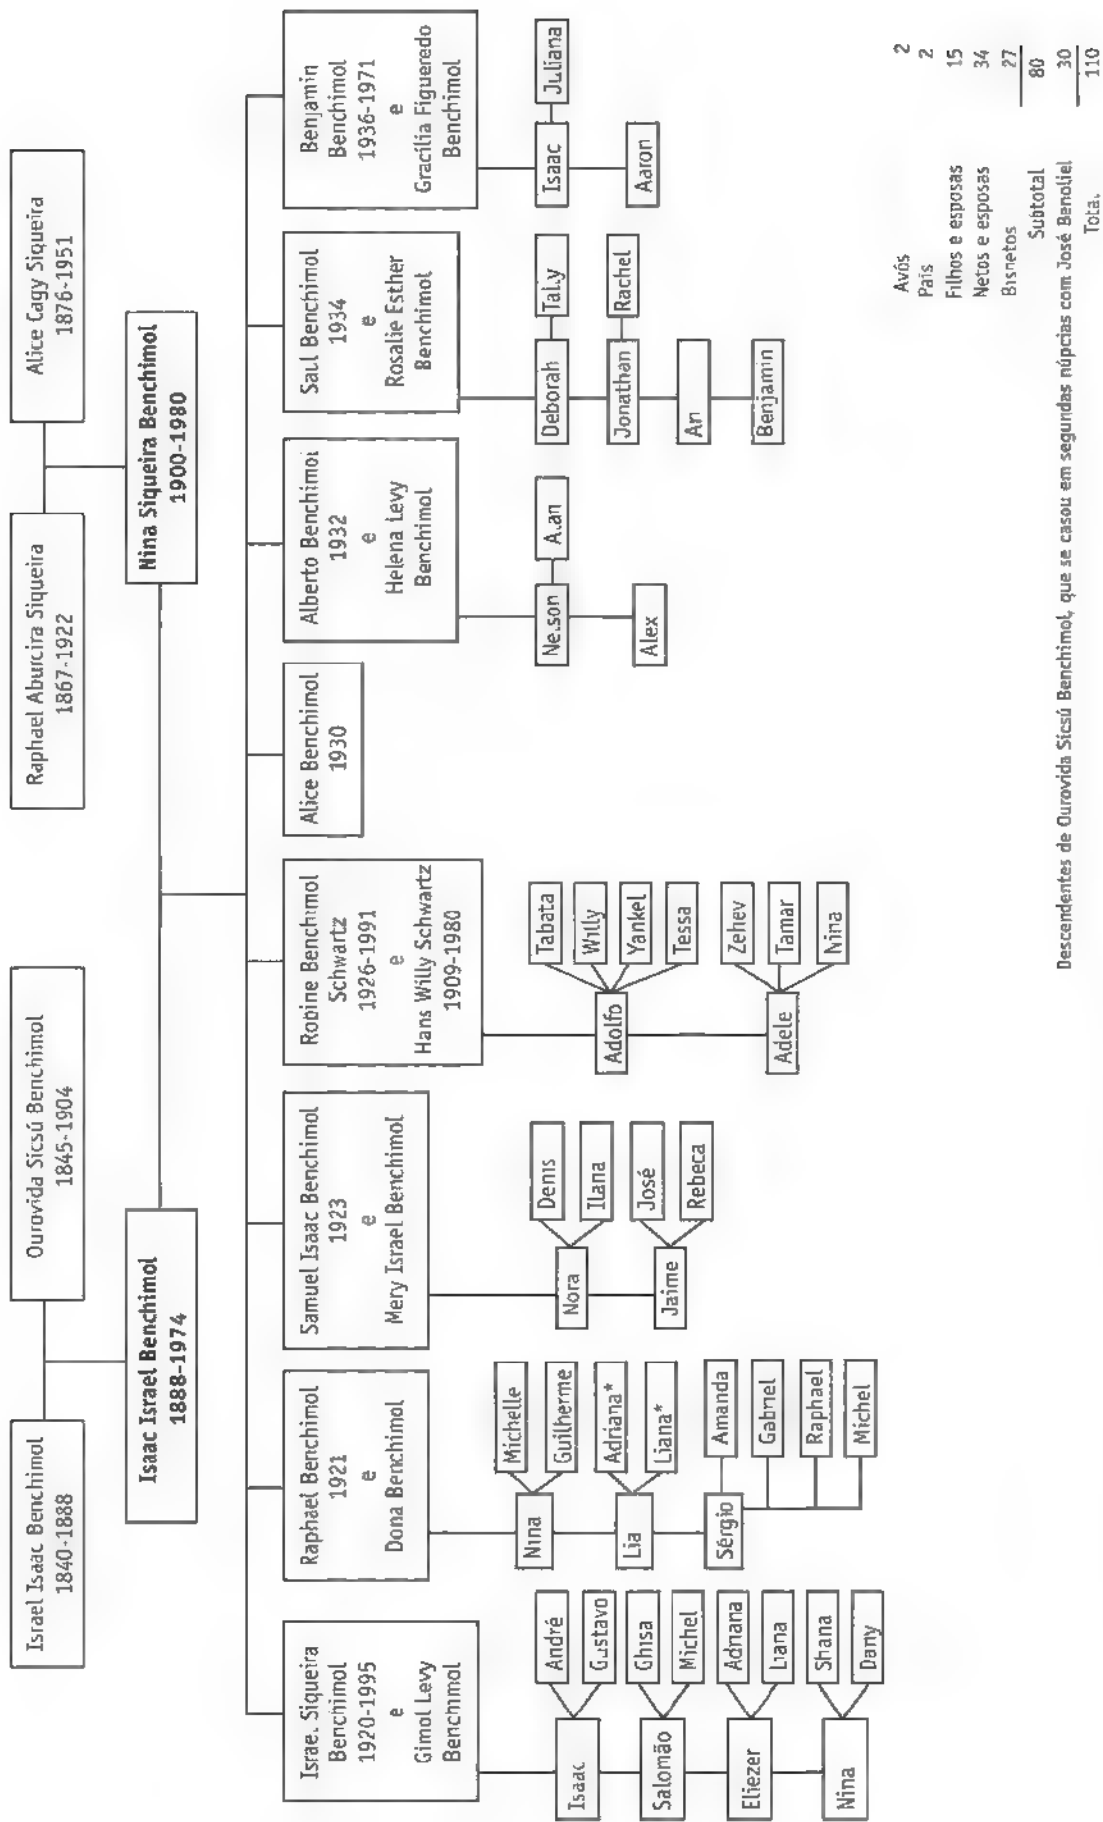 Israel Isaac Benchimol
1840-1888
Ourovida Sicsú Benchimol
1845-1904
Raphael Aburcira Siqueira
1867-1922
Alice Cagy Siqueira
1876-1951
Isaac Israel Benchimol
1888-1974
Nina Siqueira Benchimol
1900-1980
Israel Siqueira
Benchimol
1920-1995
e
Gimol Levy
Benchimol
Isaac
André
Gustavo
Salomão
Ghisa
Michel
Eliezer
Adriana
Liana
Nina
Shana
Dany
Raphael Benchimol
1921
e
Dona Benchimol
Nina
Michelle
Guilherme
Lia
Adriana*
Liana*
Sérgio
Amanda
Gabriel
Raphael
Michel
Samuel Isaac Benchimol
1923
e
Mery Israel Benchimol
Nora
Denis
Ilana
Jaime
José
Rebeca
Robine Benchimol
Schwartz
1926-1991
e
Hans Willy Schwartz
1909-1980
Adolfo
Tabata
Willy
Yankel
Tessa
Adele
Zehev
Tamar
Nina
Alice Benchimol
1930
Alberto Benchimol
1932
e
Helena Levy
Benchimol
Nelson
Alan
Alex
Saul Benchimol
1934
e
Rosalie Esther
Benchimol
Deborah
Tally
Jonathan
Rachel
Ari
Benjamin
Benjamin
Benchimol
1936-1971
e
Gracília Figueredo
Benchimol
Isaac
Juliana
Aaron
Avós 2
Pais 2
Filhos e esposas 15
Netos e esposas 34
Bisnetos 27
Subtotal 80
Descendentes de Ourovida Sicsú Benchimol, que se casou em segundas núpcias com José Benoliel 30
Total 110